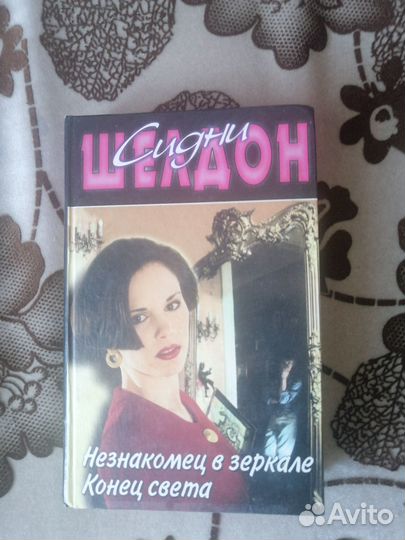 Сидни
ШЕЛДОН
Незнакомец в зеркале
Конец света
Avito